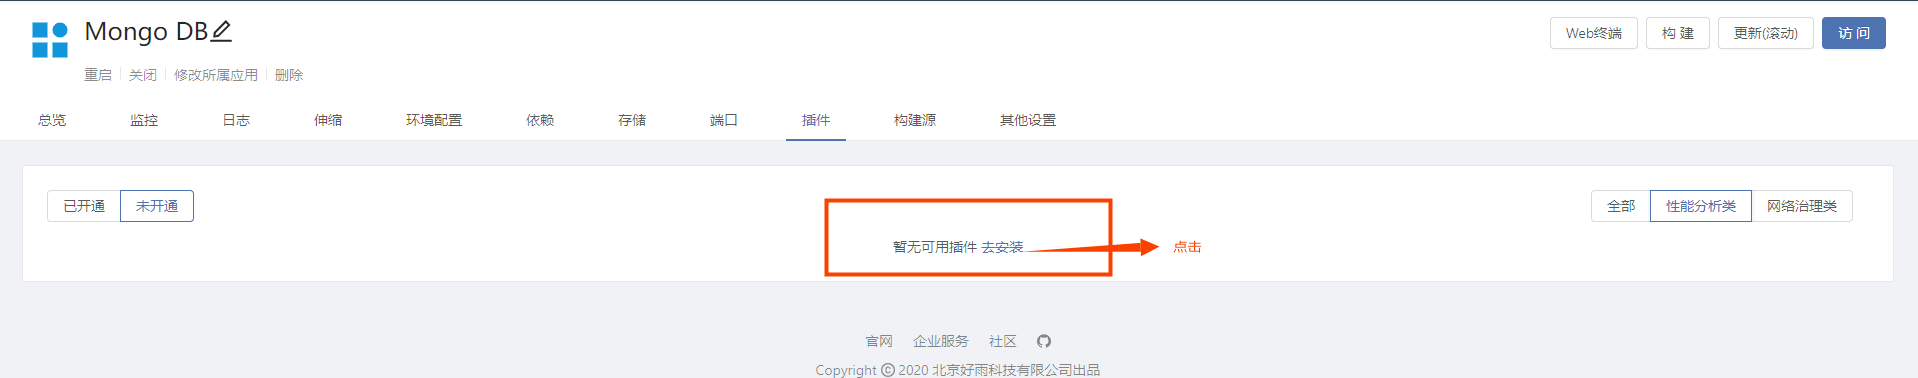 Mongo DB
Web终端 构 建 更新(滚动) 访 问
重启 关闭 修改所属应用 删除
总览 监控 日志 伸缩 环境配置 依赖 存储 端口 插件 构建源 其他设置
已开通 未开通 全部 性能分析类 网络治理类
暂无可用插件 去安装 点击
官网 企业服务 社区
Copyright © 2020 北京好雨科技有限公司出品